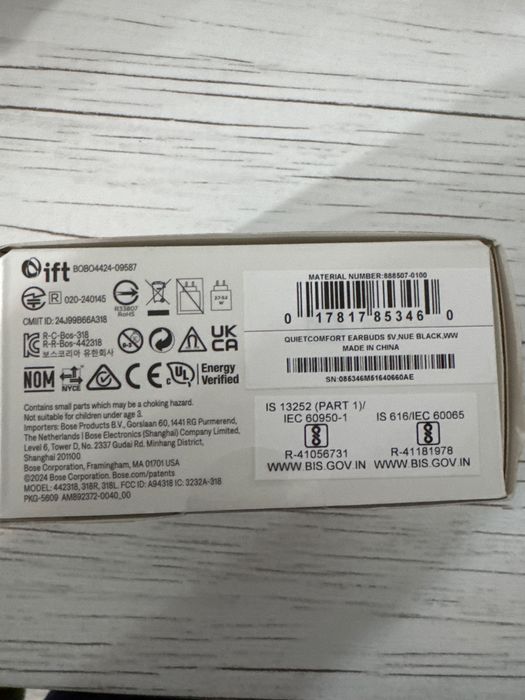 ift BOBO4424-09587
R 020-240145
R33807
RoHS
CMIIT ID: 24J99B66A318
R-C-Bos-318
R-R-Bos-442318
보스코리아 유한회사
UK
CA
NOM NYCE CE UL Energy
Verified
Contains small parts which may be a choking hazard.
Not suitable for children under age 3.
Importers: Bose Products B.V., Gorslaan 60, 1441 RG Purmerend,
The Netherlands | Bose Electronics (Shanghai) Company Limited,
Level 6, Tower D, No. 2337 Gudai Rd. Minhang District,
Shanghai 201100
Bose Corporation, Framingham, MA 01701 USA
©2024 Bose Corporation. Bose.com/patents
MODEL: 442318, 318R, 318L. FCC ID: A94318 IC: 3232A-318
PKG-5609 AM892372-0040_00
MATERIAL NUMBER:888507-0100
0 17817 85346 0
QUIETCOMFORT EARBUDS 5V,NUE BLACK,WW
MADE IN CHINA
SN:085346M51640660AE
IS 13252 (PART 1)/
IEC 60950-1
R-41056731
WWW.BIS.GOV.IN
IS 616/IEC 60065
R-41181978
WWW.BIS.GOV.IN